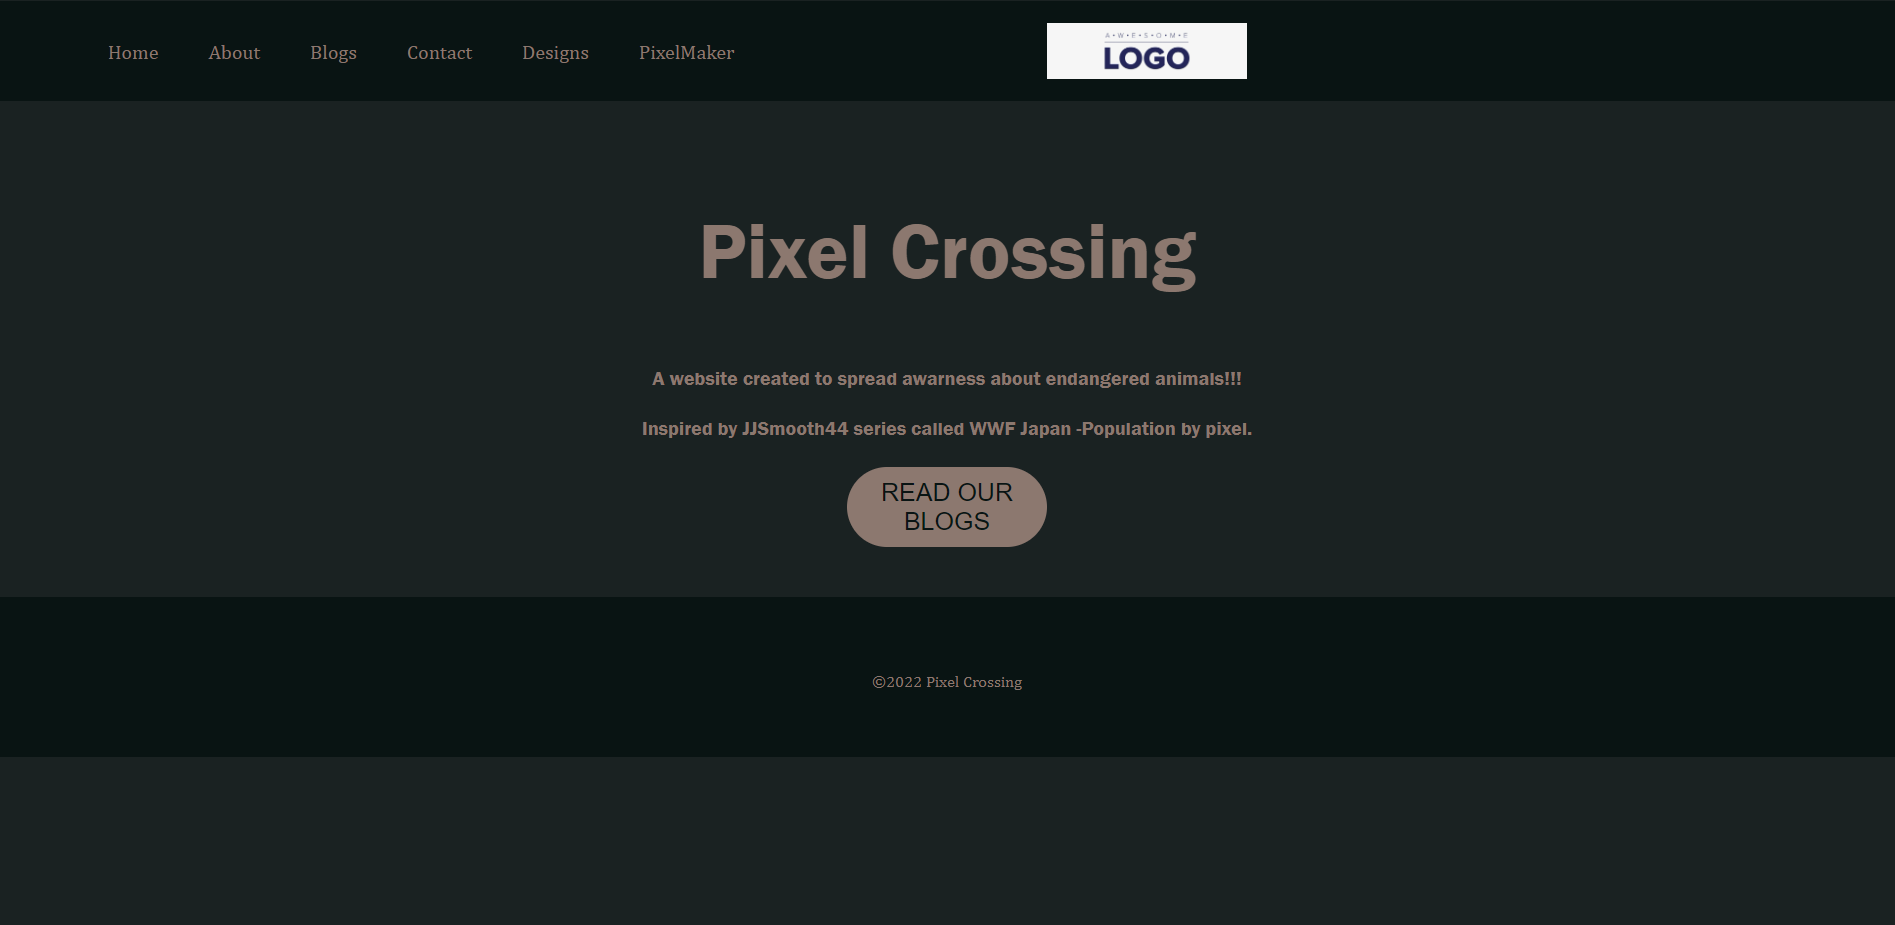 Home About Blogs Contact Designs PixelMaker
A•W•E•S•O•M•E
LOGO
Pixel Crossing
A website created to spread awarness about endangered animals!!!
Inspired by JJSmooth44 series called WWF Japan -Population by pixel.
READ OUR
BLOGS
©2022 Pixel Crossing